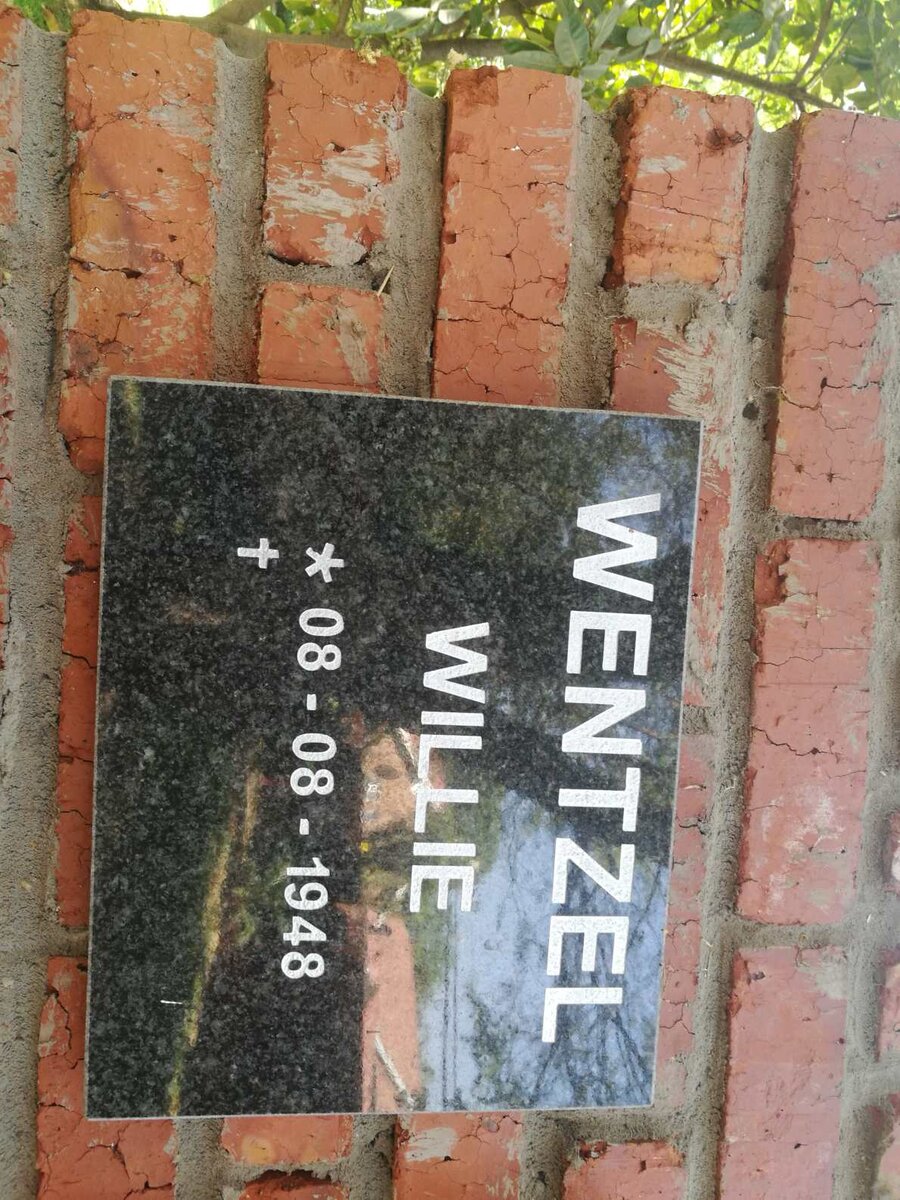 WENTZEL
WILLIE
* 08 - 08 - 1948
+